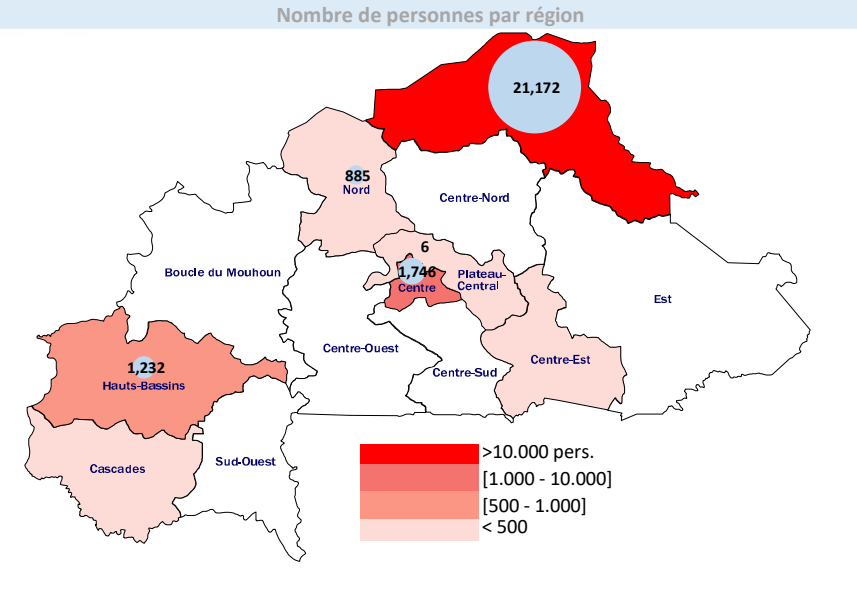 Nombre de personnes par région
21,172
885
Nord
Centre-Nord
6
Boucle du Mouhoun
1,746
Centre
Plateau-
Central
Est
Centre-Ouest
Centre-Est
1,232
Hauts-Bassins
Centre-Sud
Cascades
Sud-Ouest
>10.000 pers.
[1.000 - 10.000]
[500 - 1.000]
< 500